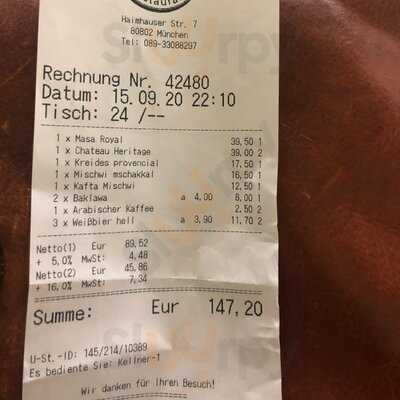 Haimhauser Str. 7
80802 München
Tel: 089-33088297
Rechnung Nr. 42480
Datum: 15.09.20 22:10
Tisch: 24 /--
1 x Masa Royal 39,50 1
1 x Chateau Heritage 39,00 2
1 x Kreides provencial 17,50 1
1 x Mischwi mschakkal 16,50 1
1 x Kafta Mischwi 12,50 1
2 x Baklawa a 4,00 8,00 1
1 x Arabischer Kaffee 2,50 2
3 x Weißbier hell a 3,90 11,70 2
Netto(1) Eur 89,52
+ 5,0% MwSt: 4,48
Netto(2) Eur 45,86
+ 16,0% MwSt: 7,34
Summe: Eur 147,20
U-St.-ID: 145/214/10389
Es bediente Sie: Kellner-1
Wir danken für Ihren Besuch!